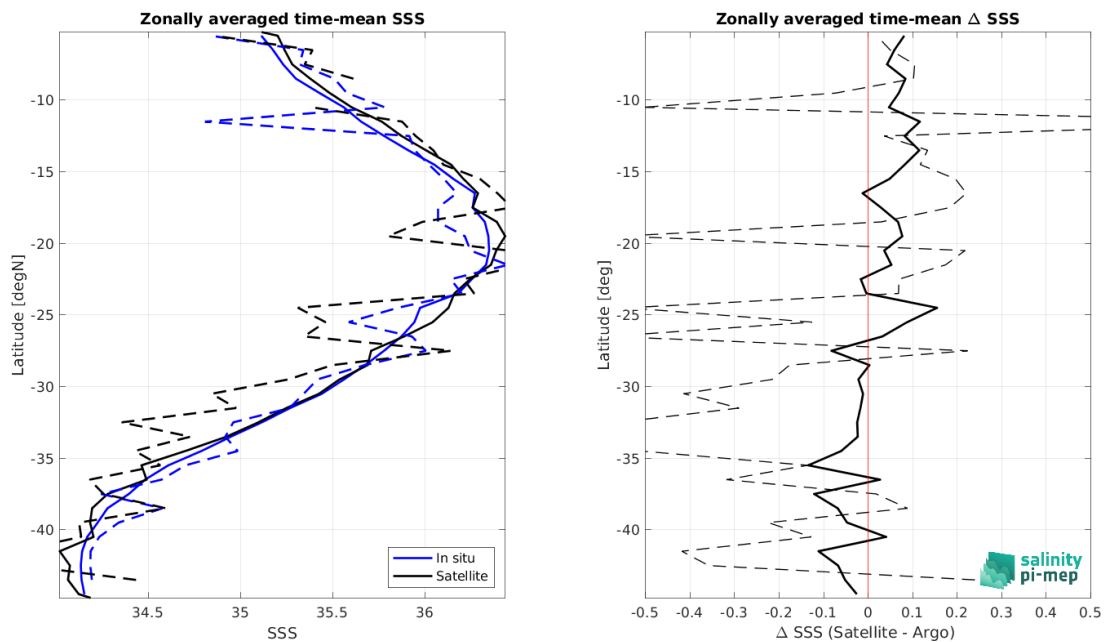 Zonally averaged time-mean SSS
Latitude [degN]
-10
-15
-20
-25
-30
-35
-40
34.5
35
35.5
36
SSS
In situ
Satellite
Zonally averaged time-mean Δ SSS
Latitude [deg]
-10
-15
-20
-25
-30
-35
-40
-0.5
-0.4
-0.3
-0.2
-0.1
0
0.1
0.2
0.3
0.4
0.5
Δ SSS (Satellite - Argo)
salinity
pi-mep